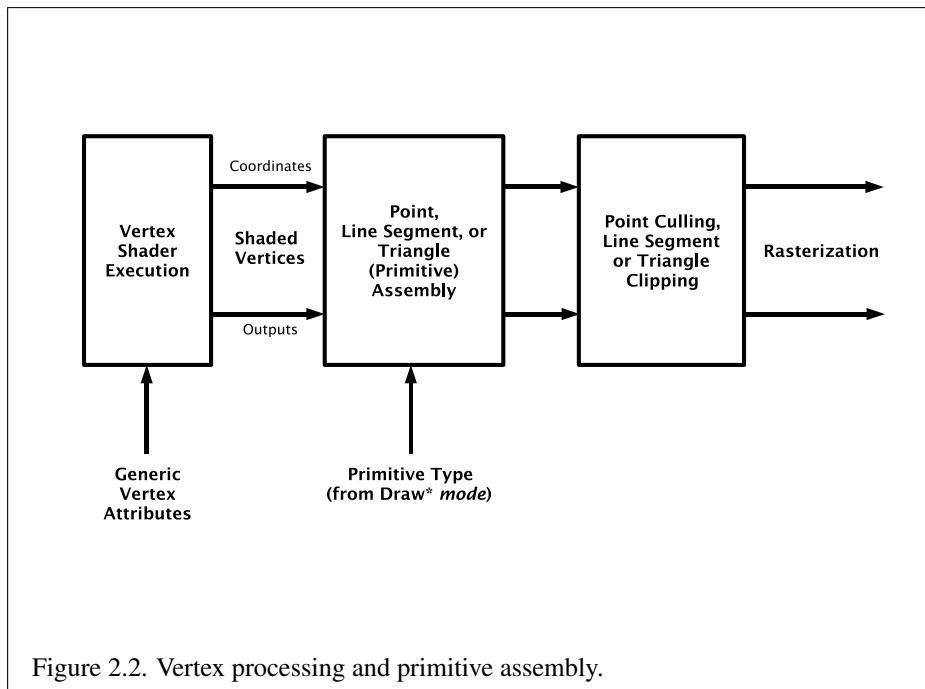 Coordinates
Vertex
Shader
Execution
Shaded
Vertices
Outputs
Point,
Line Segment, or
Triangle
(Primitive)
Assembly
Point Culling,
Line Segment
or Triangle
Clipping
Rasterization
Generic
Vertex
Attributes
Primitive Type
(from Draw* mode)
Figure 2.2. Vertex processing and primitive assembly.